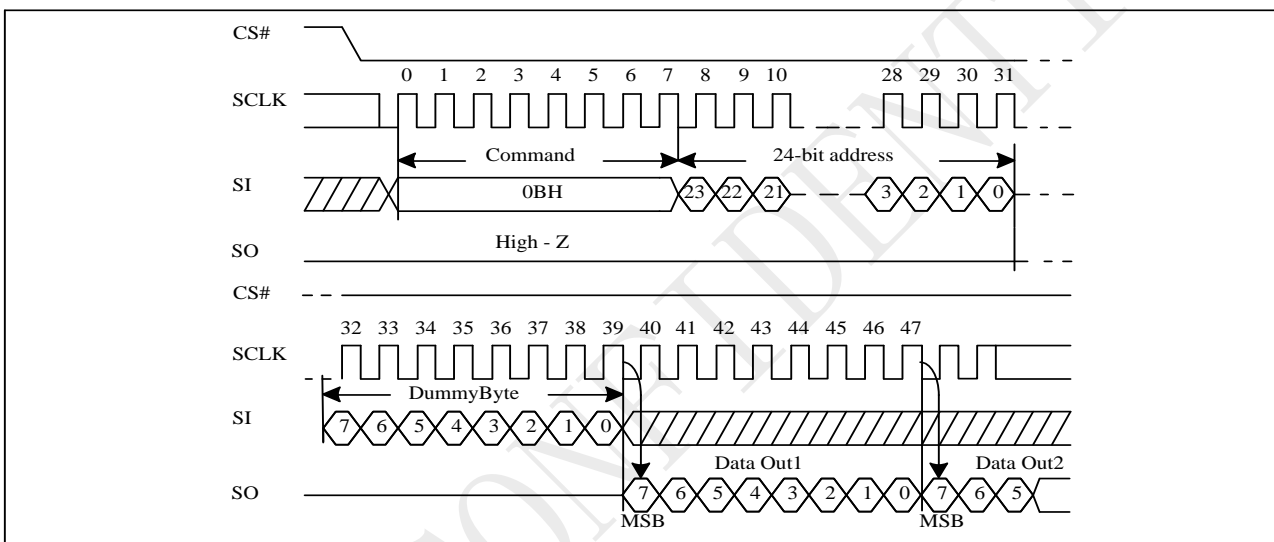 CS#
0 1 2 3 4 5 6 7 8 9 10 28 29 30 31
SCLK
Command 24-bit address
SI 0BH 23 22 21 3 2 1 0
High - Z
SO
CS#
32 33 34 35 36 37 38 39 40 41 42 43 44 45 46 47
SCLK
DummyByte
SI 7 6 5 4 3 2 1 0
Data Out1 Data Out2
SO 7 6 5 4 3 2 1 0 7 6 5
MSB MSB